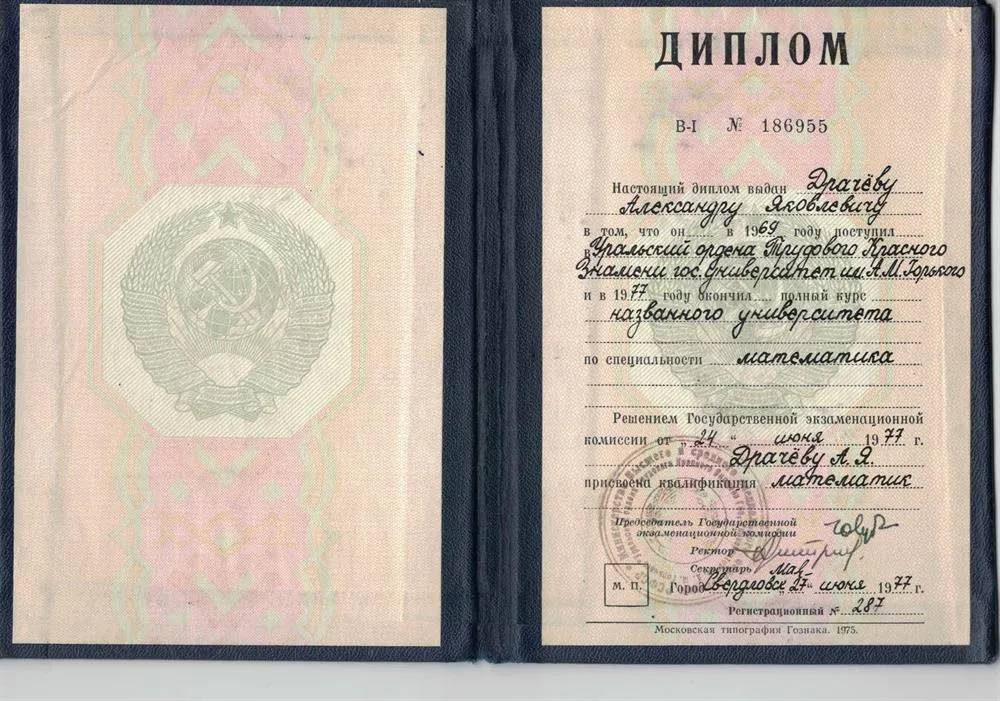 ДИПЛОМ
В-I № 186955
Настоящий диплом выдан Драчёву
Александру Яковлевичу
в том, что он в 1969 году поступил
в Уральский ордена Трудового Красного
Знамени гос. университет им. А.М. Горького
и в 1977 году окончил полный курс
названного университета
по специальности математика
Решением Государственной экзаменационной
комиссии от „24“ июня 1977 г.
Драчёву А. Я.
присвоена квалификация математик
Председатель Государственной
экзаменационной комиссии
Ректор
Секретарь
М. П. Город Свердловск „27“ июня 1977 г.
Регистрационный № 287
Московская типография Гознака. 1975.